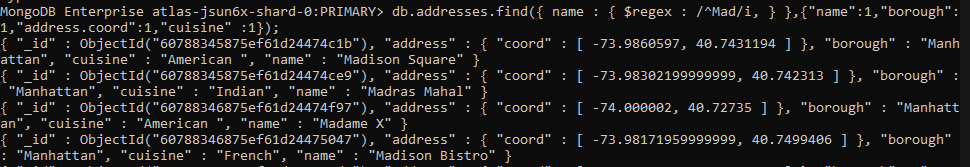 MongoDB Enterprise atlas-jsun6x-shard-0:PRIMARY> db.addresses.find({ name : { $regex : /^Mad/i, } },{"name":1,"borough":
1,"address.coord":1,"cuisine" :1});
{ "_id" : ObjectId("60788345875ef61d24474c1b"), "address" : { "coord" : [ -73.9860597, 40.7431194 ] }, "borough" : "Manh
attan", "cuisine" : "American ", "name" : "Madison Square" }
{ "_id" : ObjectId("60788345875ef61d24474ce9"), "address" : { "coord" : [ -73.98302199999999, 40.742313 ] }, "borough" :
"Manhattan", "cuisine" : "Indian", "name" : "Madras Mahal" }
{ "_id" : ObjectId("60788346875ef61d24474f97"), "address" : { "coord" : [ -74.000002, 40.72735 ] }, "borough" : "Manhatt
an", "cuisine" : "American ", "name" : "Madame X" }
{ "_id" : ObjectId("60788346875ef61d24475047"), "address" : { "coord" : [ -73.98171959999999, 40.7499406 ] }, "borough"
: "Manhattan", "cuisine" : "French", "name" : "Madison Bistro" }